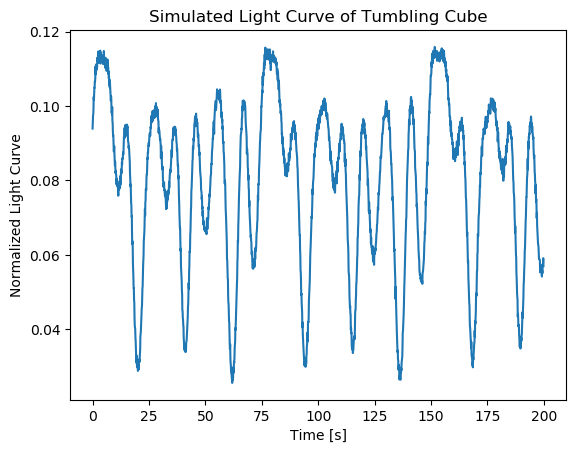 Simulated Light Curve of Tumbling Cube
0.12
0.10
0.08
0.06
0.04
Normalized Light Curve
0 25 50 75 100 125 150 175 200
Time [s]